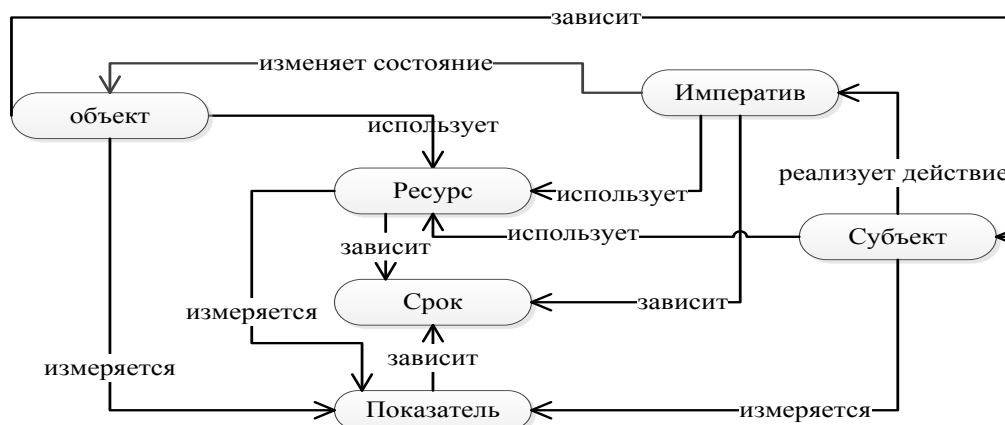 зависит
изменяет состояние
Императив
объект
использует
реализует действие
Ресурс
использует
использует
Субъект
зависит
Срок
зависит
измеряется
зависит
измеряется
Показатель
измеряется